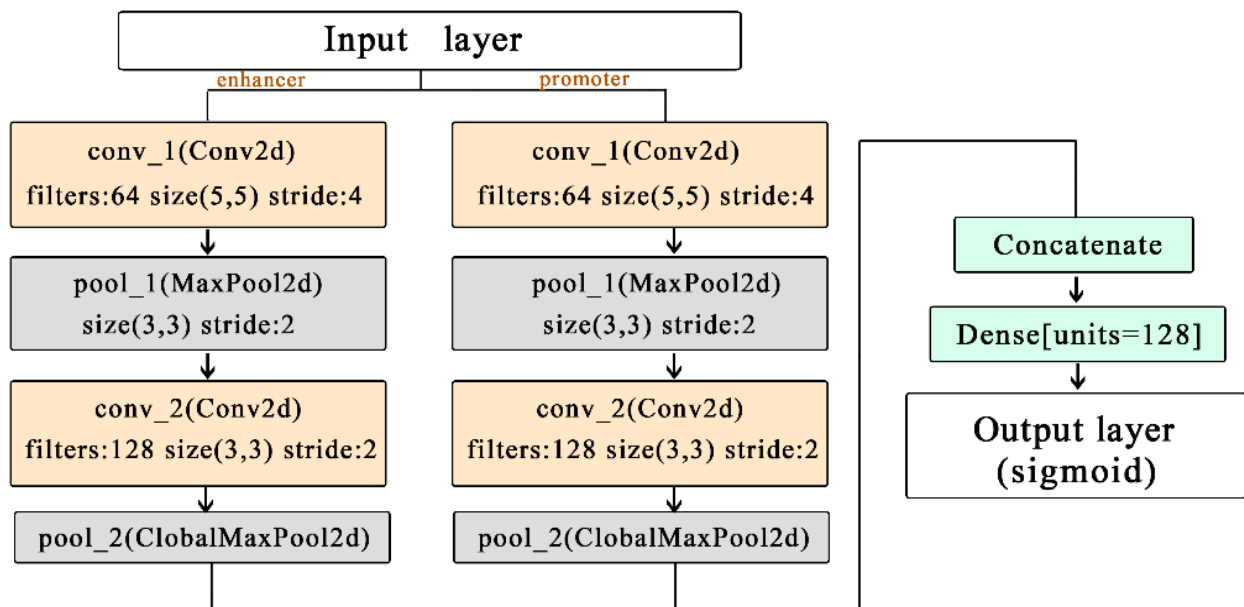 Input layer
enhancer
promoter
conv_1(Conv2d)
filters:64 size(5,5) stride:4
pool_1(MaxPool2d)
size(3,3) stride:2
conv_2(Conv2d)
filters:128 size(3,3) stride:2
pool_2(ClobalMaxPool2d)
conv_1(Conv2d)
filters:64 size(5,5) stride:4
pool_1(MaxPool2d)
size(3,3) stride:2
conv_2(Conv2d)
filters:128 size(3,3) stride:2
pool_2(ClobalMaxPool2d)
Concatenate
Dense[units=128]
Output layer
(sigmoid)